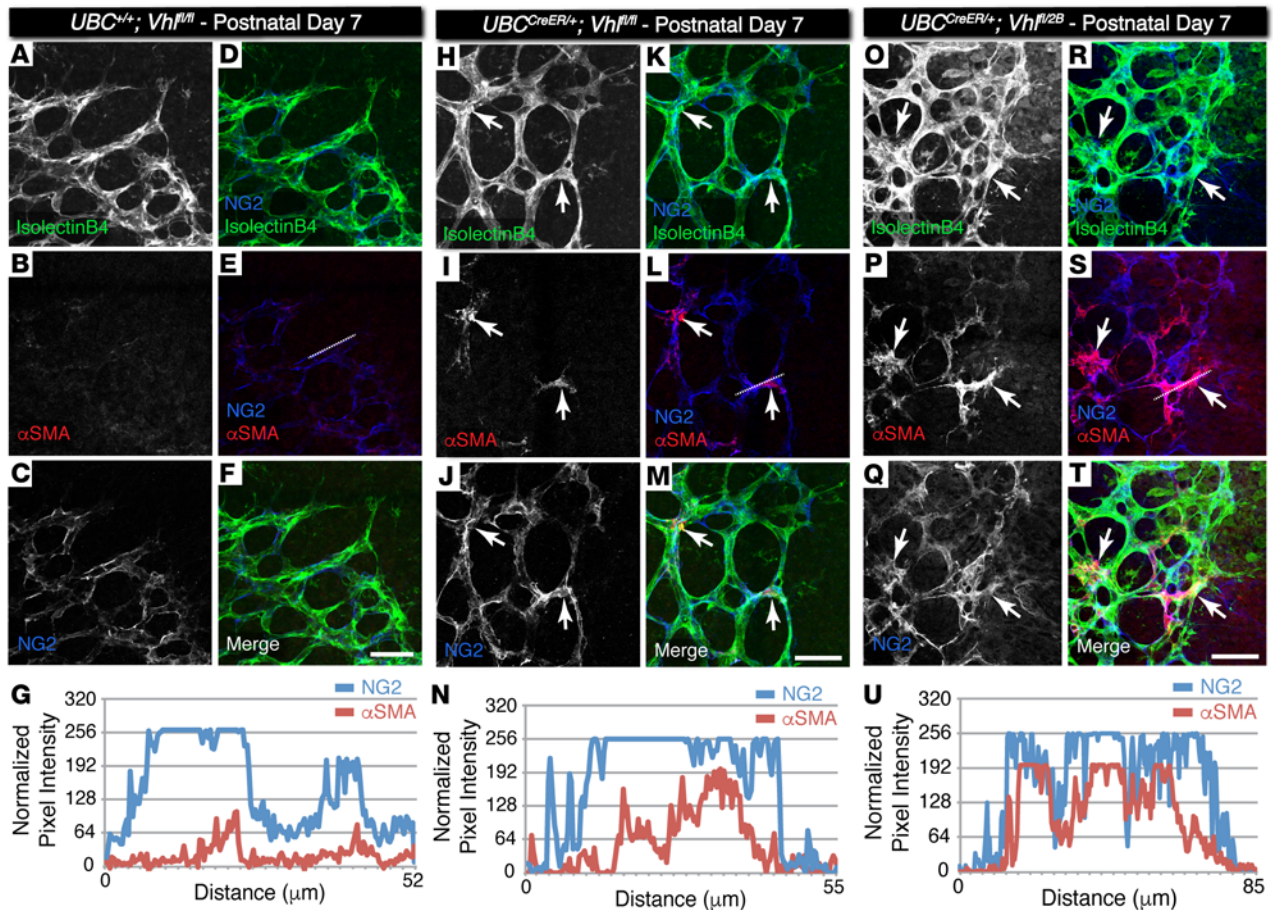 UBC+/+; Vhlfl/fl - Postnatal Day 7
UBCCreER/+; Vhlfl/fl - Postnatal Day 7
UBCCreER/+; Vhlfl/2B - Postnatal Day 7
A
IsolectinB4
D
NG2
IsolectinB4
H
IsolectinB4
K
NG2
IsolectinB4
O
IsolectinB4
R
NG2
IsolectinB4
B
αSMA
E
NG2
αSMA
I
αSMA
L
NG2
αSMA
P
αSMA
S
NG2
αSMA
C
NG2
F
Merge
J
NG2
M
Merge
Q
NG2
T
Merge
G
NG2
αSMA
Normalized
Pixel Intensity
320
256
192
128
64
0
0
52
Distance (μm)
N
NG2
αSMA
Normalized
Pixel Intensity
320
256
192
128
64
0
0
55
Distance (μm)
U
NG2
αSMA
Normalized
Pixel Intensity
320
256
192
128
64
0
0
85
Distance (μm)